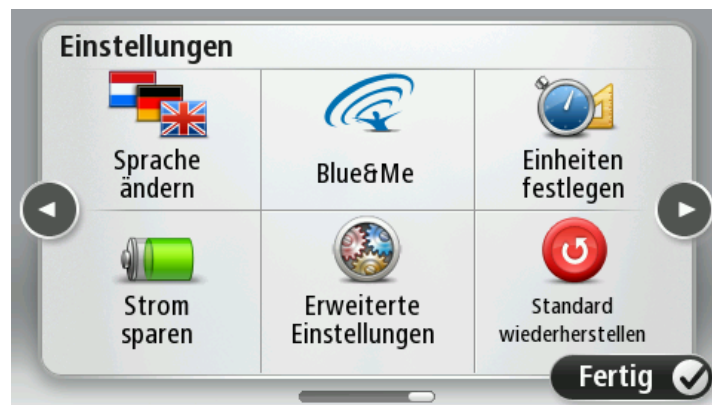 Einstellungen
Sprache
ändern
Blue&Me
Einheiten
festlegen
Strom
sparen
Erweiterte
Einstellungen
Standard
wiederherstellen
Fertig